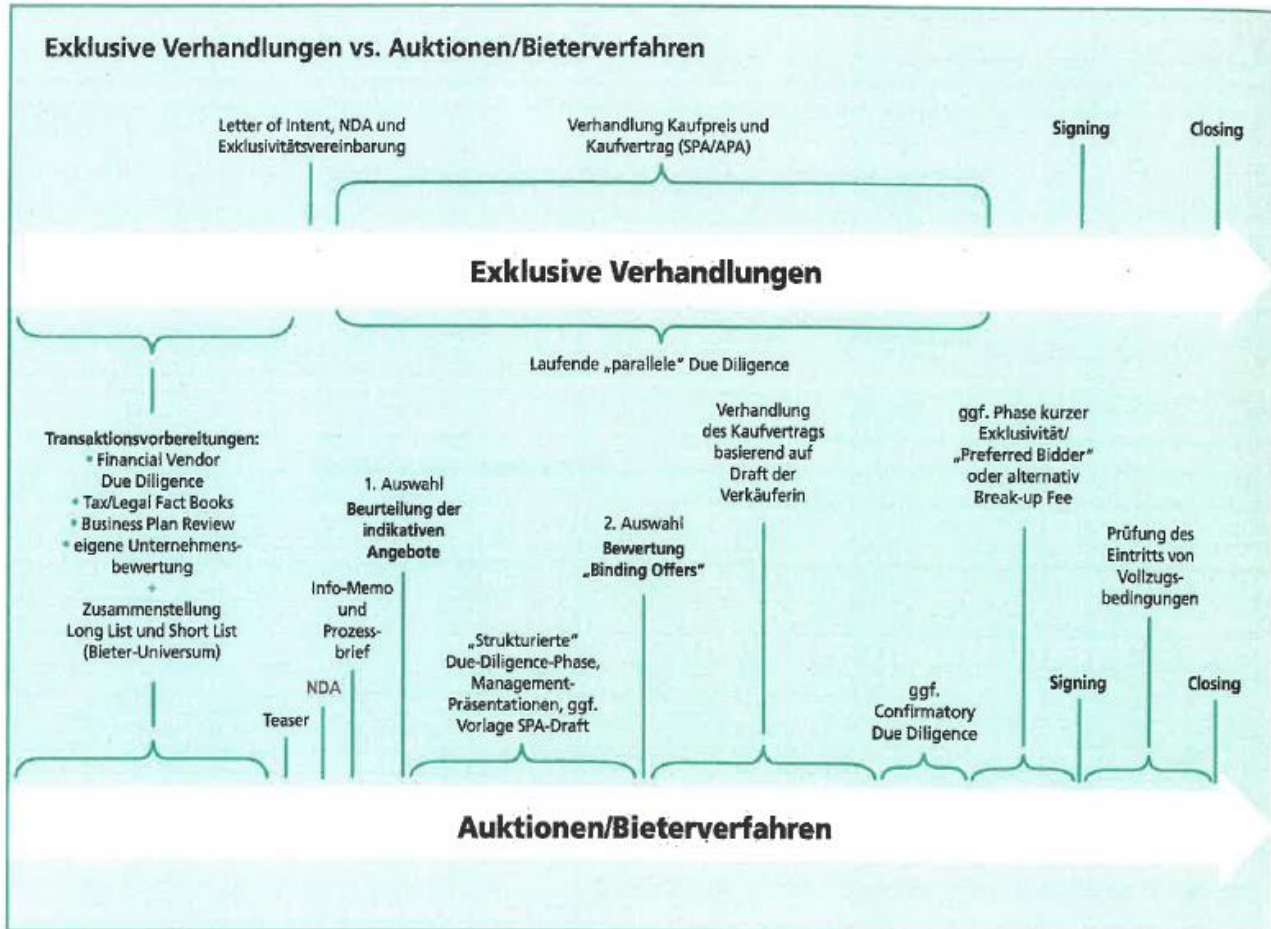 Exklusive Verhandlungen vs. Auktionen/Bieterverfahren
Letter of Intent, NDA und
Exklusivitätsvereinbarung
Verhandlung Kaufpreis und
Kaufvertrag (SPA/APA)
Signing
Closing
Exklusive Verhandlungen
Laufende „parallele" Due Diligence
Transaktionsvorbereitungen:
• Financial Vendor
Due Diligence
• Tax/Legal Fact Books
• Business Plan Review
• eigene Unternehmens-
bewertung
+
Zusammenstellung
Long List und Short List
(Bieter-Universum)
Teaser
NDA
Info-Memo
und
Prozess-
brief
1. Auswahl
Beurteilung der
indikativen
Angebote
„Strukturierte"
Due-Diligence-Phase,
Management-
Präsentationen, ggf.
Vorlage SPA-Draft
2. Auswahl
Bewertung
„Binding Offers"
Verhandlung
des Kaufvertrags
basierend auf
Draft der
Verkäuferin
ggf.
Confirmatory
Due Diligence
ggf. Phase kurzer
Exklusivität/
„Preferred Bidder"
oder alternativ
Break-up Fee
Signing
Prüfung des
Eintritts von
Vollzugs-
bedingungen
Closing
Auktionen/Bieterverfahren